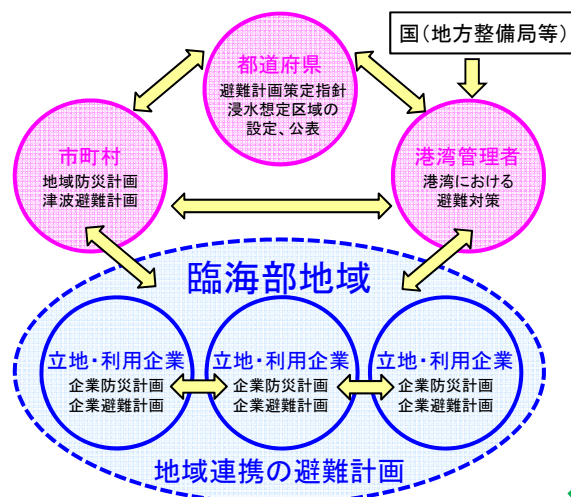 国(地方整備局等)
都道府県
避難計画策定指針
浸水想定区域の
設定、公表
市町村
地域防災計画
津波避難計画
港湾管理者
港湾における
避難対策
臨海部地域
立地・利用企業
企業防災計画
企業避難計画
立地・利用企業
企業防災計画
企業避難計画
立地・利用企業
企業防災計画
企業避難計画
地域連携の避難計画